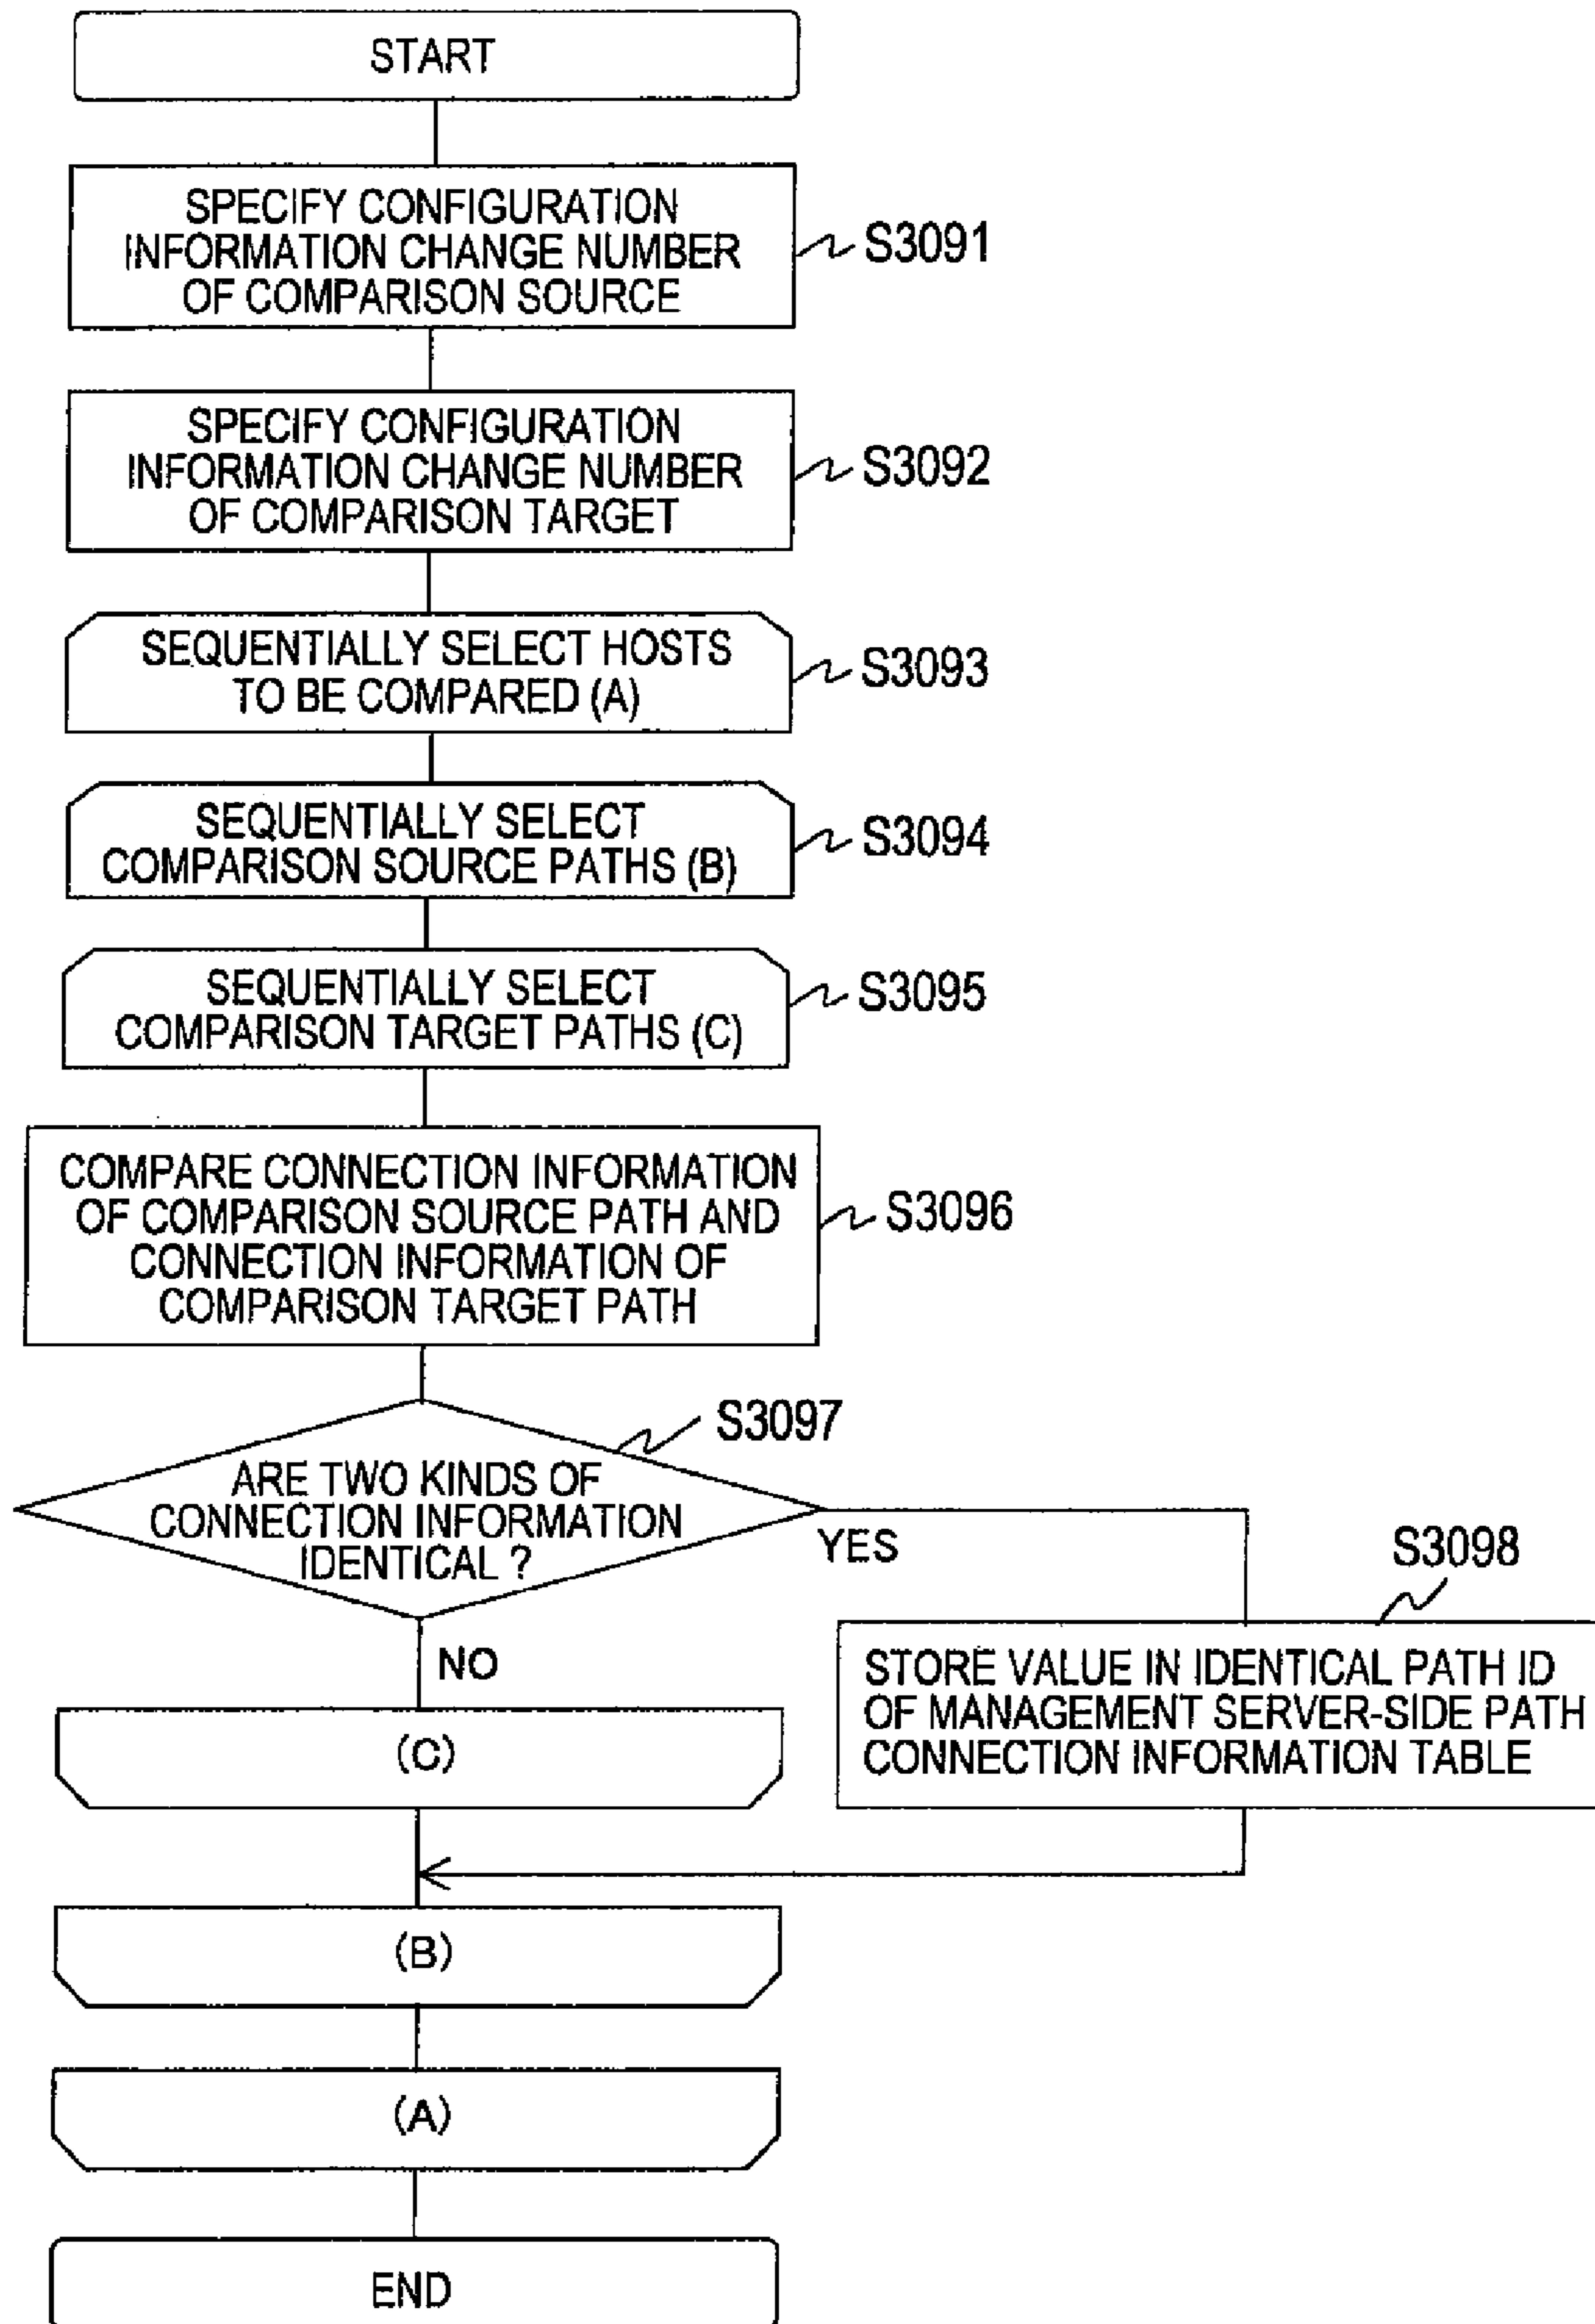 START
SPECIFY CONFIGURATION
INFORMATION CHANGE NUMBER
OF COMPARISON SOURCE
S3091
SPECIFY CONFIGURATION
INFORMATION CHANGE NUMBER
OF COMPARISON TARGET
S3092
SEQUENTIALLY SELECT HOSTS
TO BE COMPARED (A)
S3093
SEQUENTIALLY SELECT
COMPARISON SOURCE PATHS (B)
S3094
SEQUENTIALLY SELECT
COMPARISON TARGET PATHS (C)
S3095
COMPARE CONNECTION INFORMATION
OF COMPARISON SOURCE PATH AND
CONNECTION INFORMATION OF
COMPARISON TARGET PATH
S3096
S3097
ARE TWO KINDS OF
CONNECTION INFORMATION
IDENTICAL ?
YES
S3098
NO
STORE VALUE IN IDENTICAL PATH ID
OF MANAGEMENT SERVER-SIDE PATH
CONNECTION INFORMATION TABLE
(C)
(B)
(A)
END